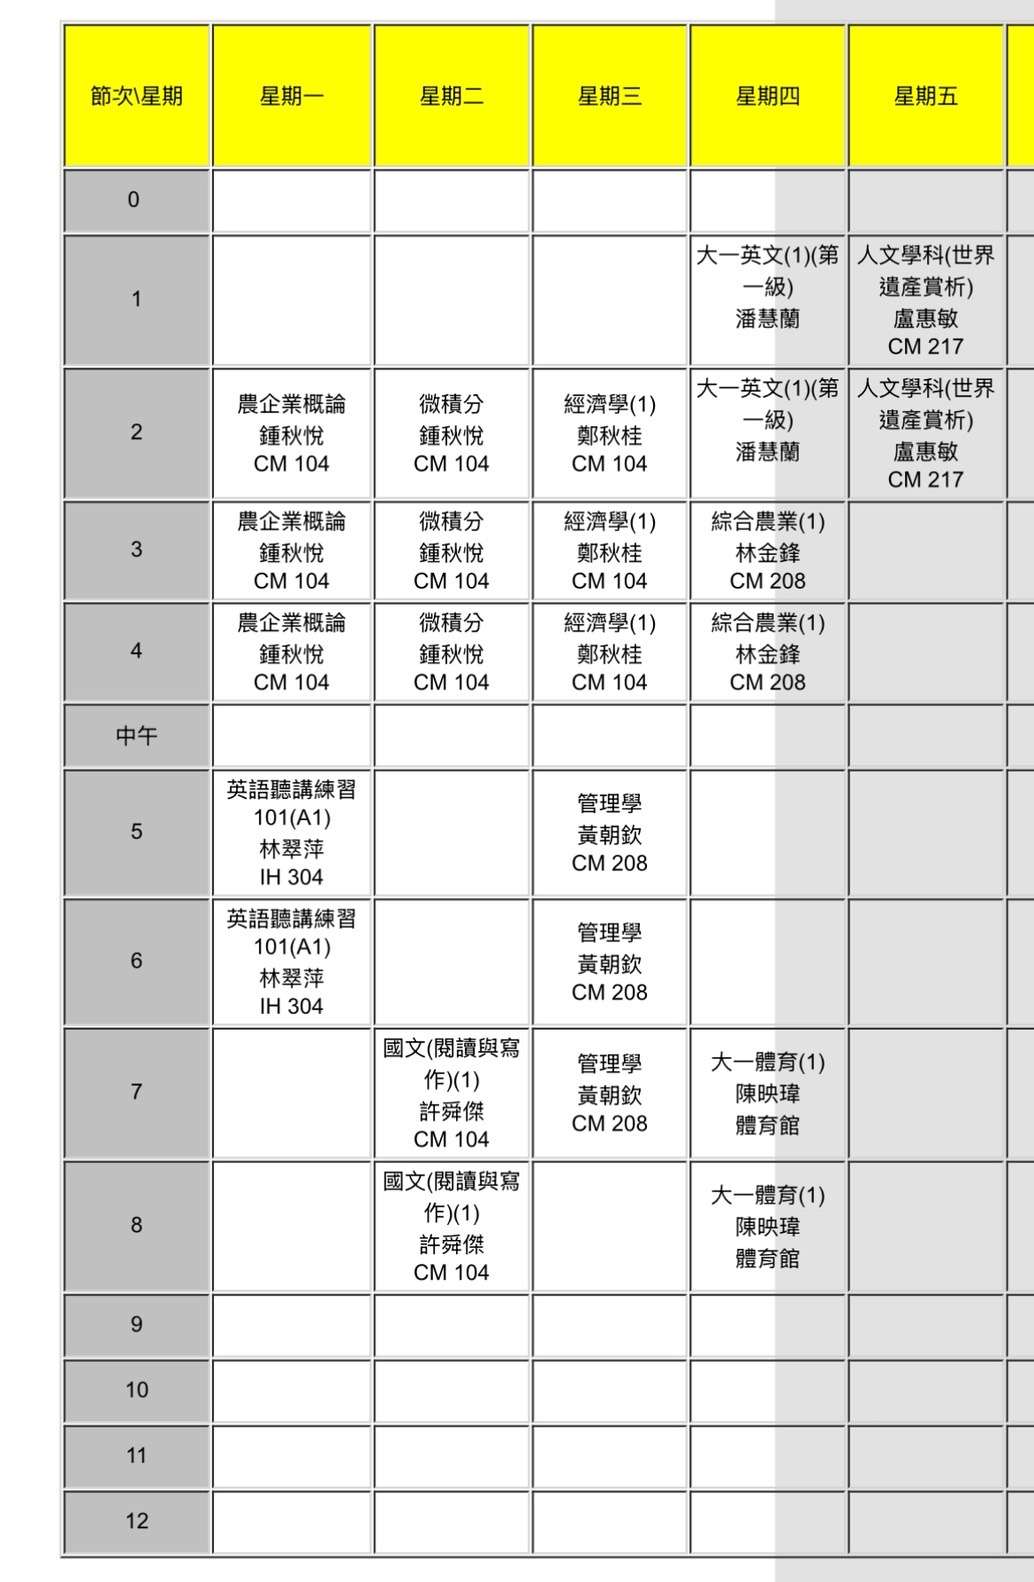 節次\星期
星期一
星期二
星期三
星期四
星期五
0
1
大一英文(1)(第
一級)
潘慧蘭
人文學科(世界
遺產賞析)
盧惠敏
CM 217
2
農企業概論
鍾秋悅
CM 104
微積分
鍾秋悅
CM 104
經濟學(1)
鄭秋桂
CM 104
大一英文(1)(第
一級)
潘慧蘭
人文學科(世界
遺產賞析)
盧惠敏
CM 217
3
農企業概論
鍾秋悅
CM 104
微積分
鍾秋悅
CM 104
經濟學(1)
鄭秋桂
CM 104
綜合農業(1)
林金鋒
CM 208
4
農企業概論
鍾秋悅
CM 104
微積分
鍾秋悅
CM 104
經濟學(1)
鄭秋桂
CM 104
綜合農業(1)
林金鋒
CM 208
中午
5
英語聽講練習
101(A1)
林翠萍
IH 304
管理學
黃朝欽
CM 208
6
英語聽講練習
101(A1)
林翠萍
IH 304
管理學
黃朝欽
CM 208
7
國文(閱讀與寫
作)(1)
許舜傑
CM 104
管理學
黃朝欽
CM 208
大一體育(1)
陳映瑋
體育館
8
國文(閱讀與寫
作)(1)
許舜傑
CM 104
大一體育(1)
陳映瑋
體育館
9
10
11
12